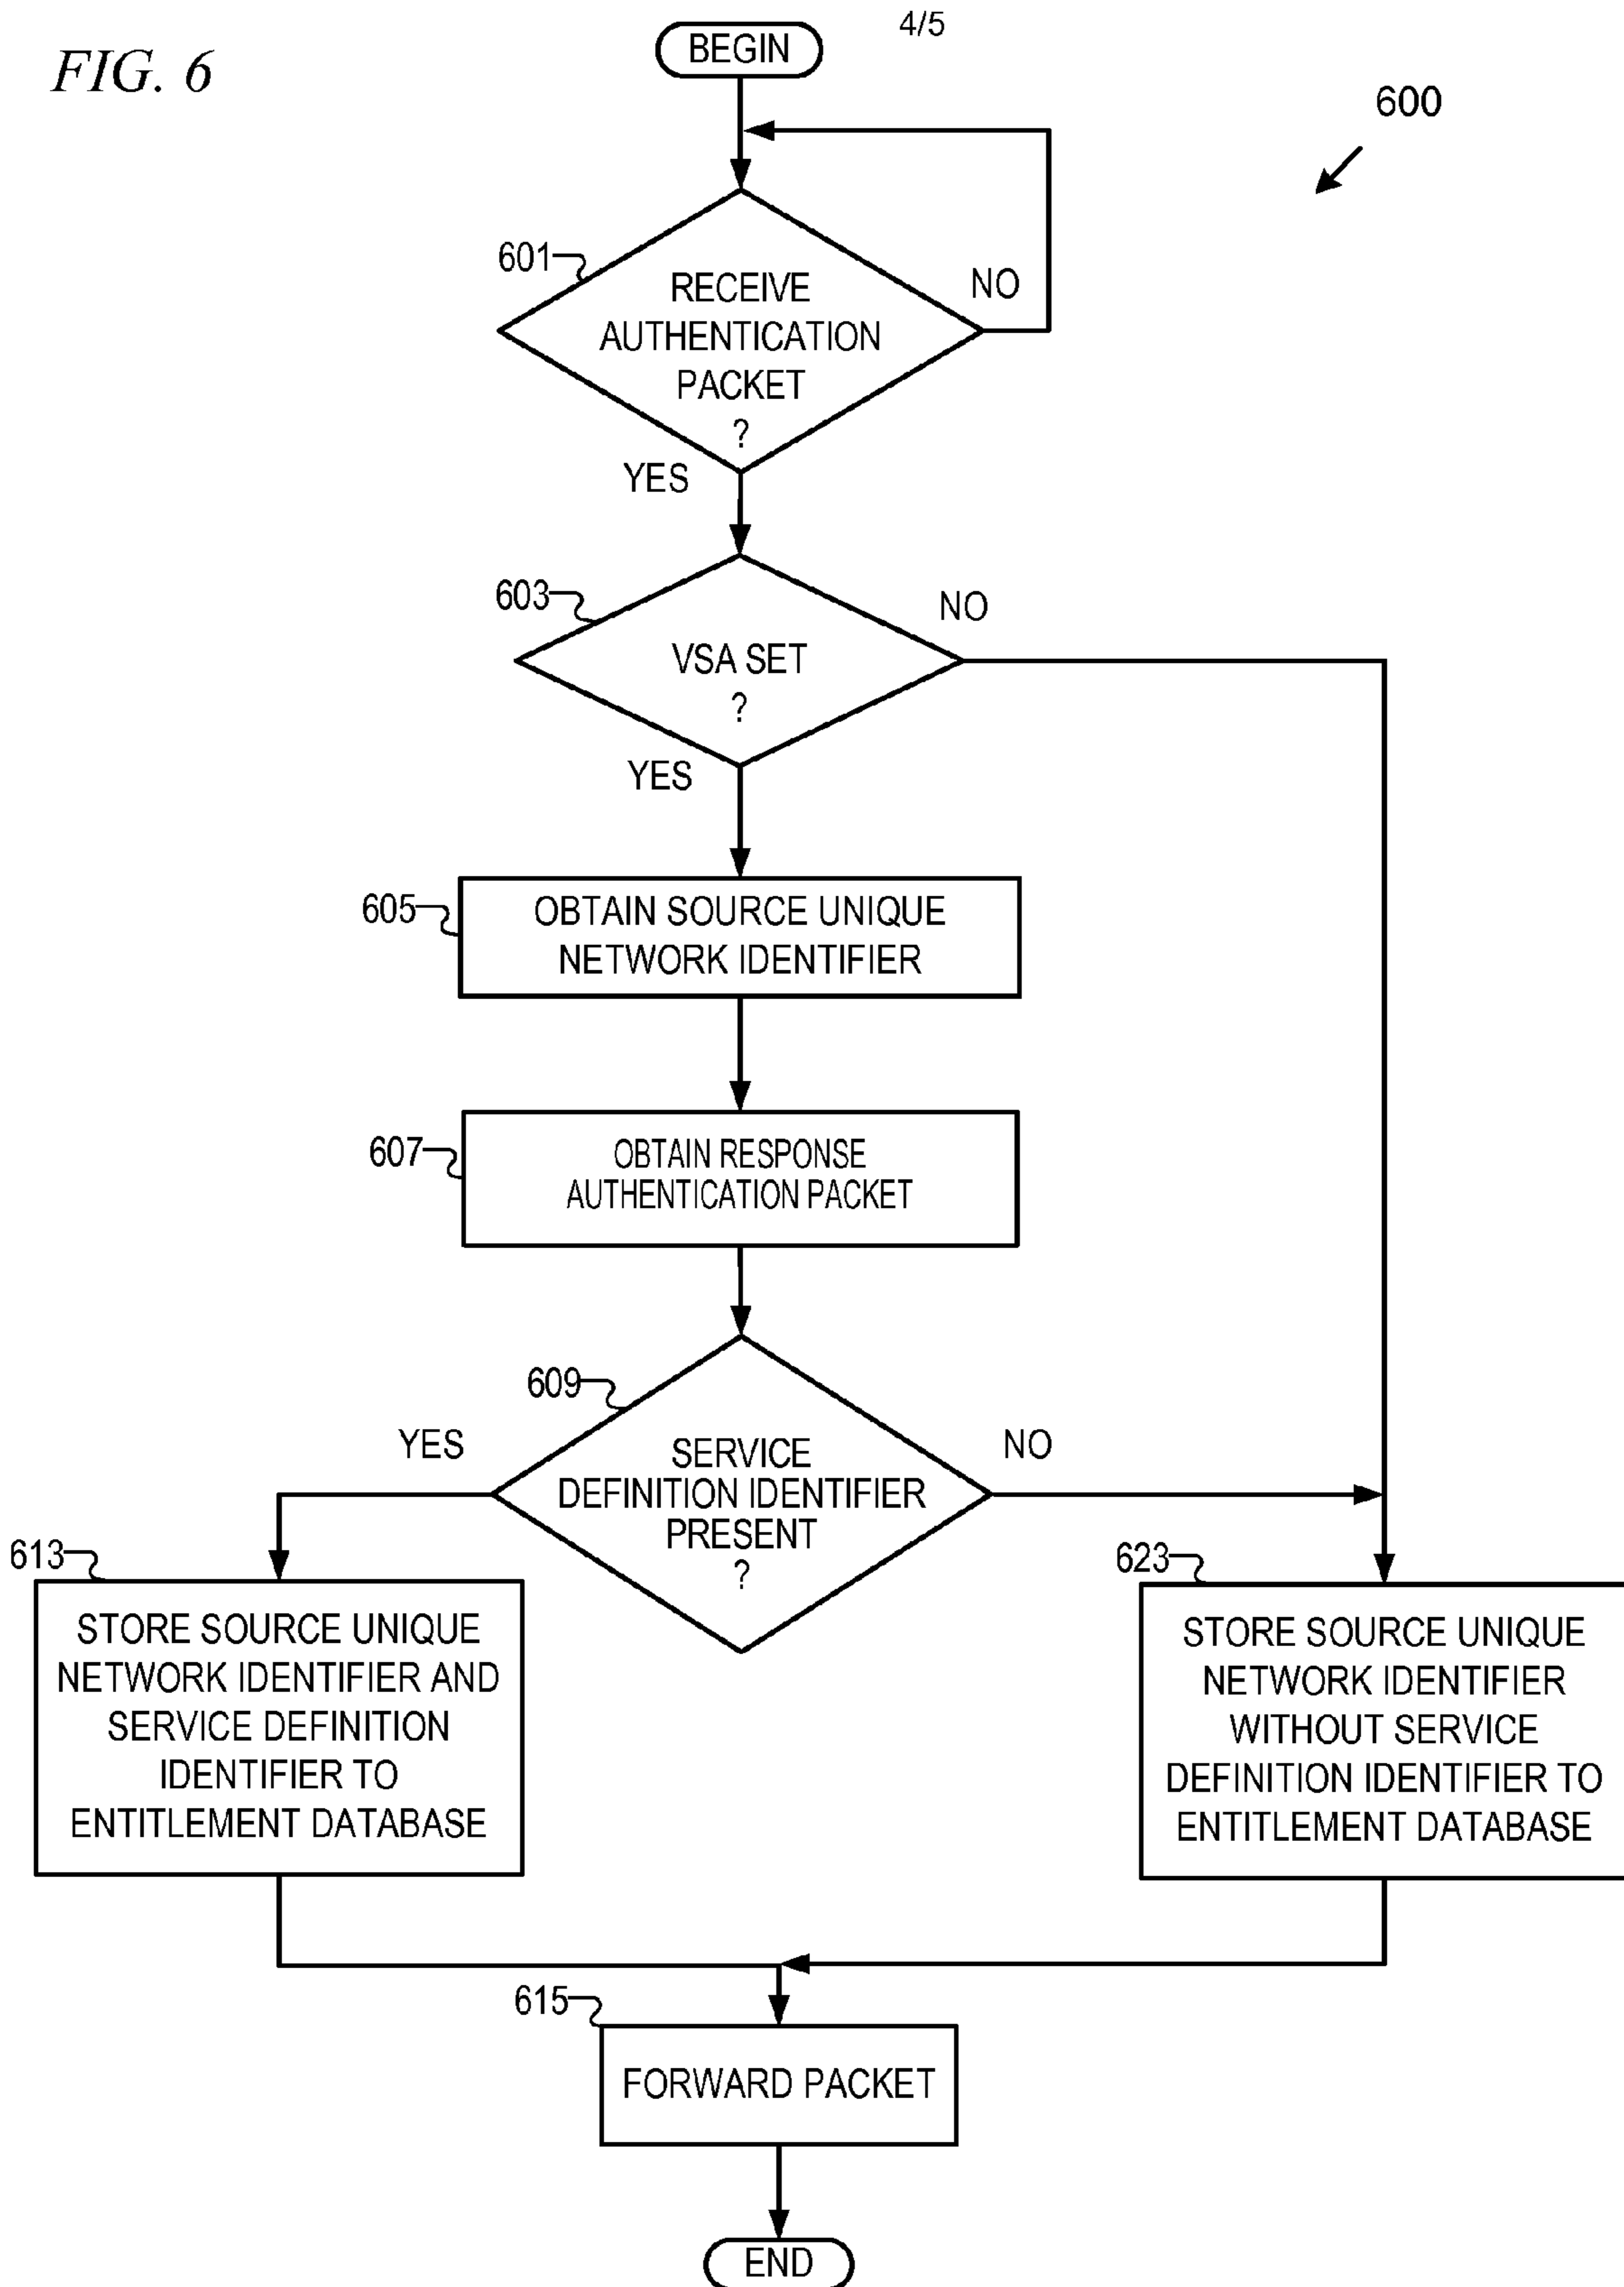 4/5
FIG. 6
BEGIN
600
601
RECEIVE
AUTHENTICATION
PACKET
?
NO
YES
603
VSA SET
?
NO
YES
605
OBTAIN SOURCE UNIQUE
NETWORK IDENTIFIER
607
OBTAIN RESPONSE
AUTHENTICATION PACKET
609
SERVICE
DEFINITION IDENTIFIER
PRESENT
?
YES
NO
613
STORE SOURCE UNIQUE
NETWORK IDENTIFIER AND
SERVICE DEFINITION
IDENTIFIER TO
ENTITLEMENT DATABASE
623
STORE SOURCE UNIQUE
NETWORK IDENTIFIER
WITHOUT SERVICE
DEFINITION IDENTIFIER TO
ENTITLEMENT DATABASE
615
FORWARD PACKET
END